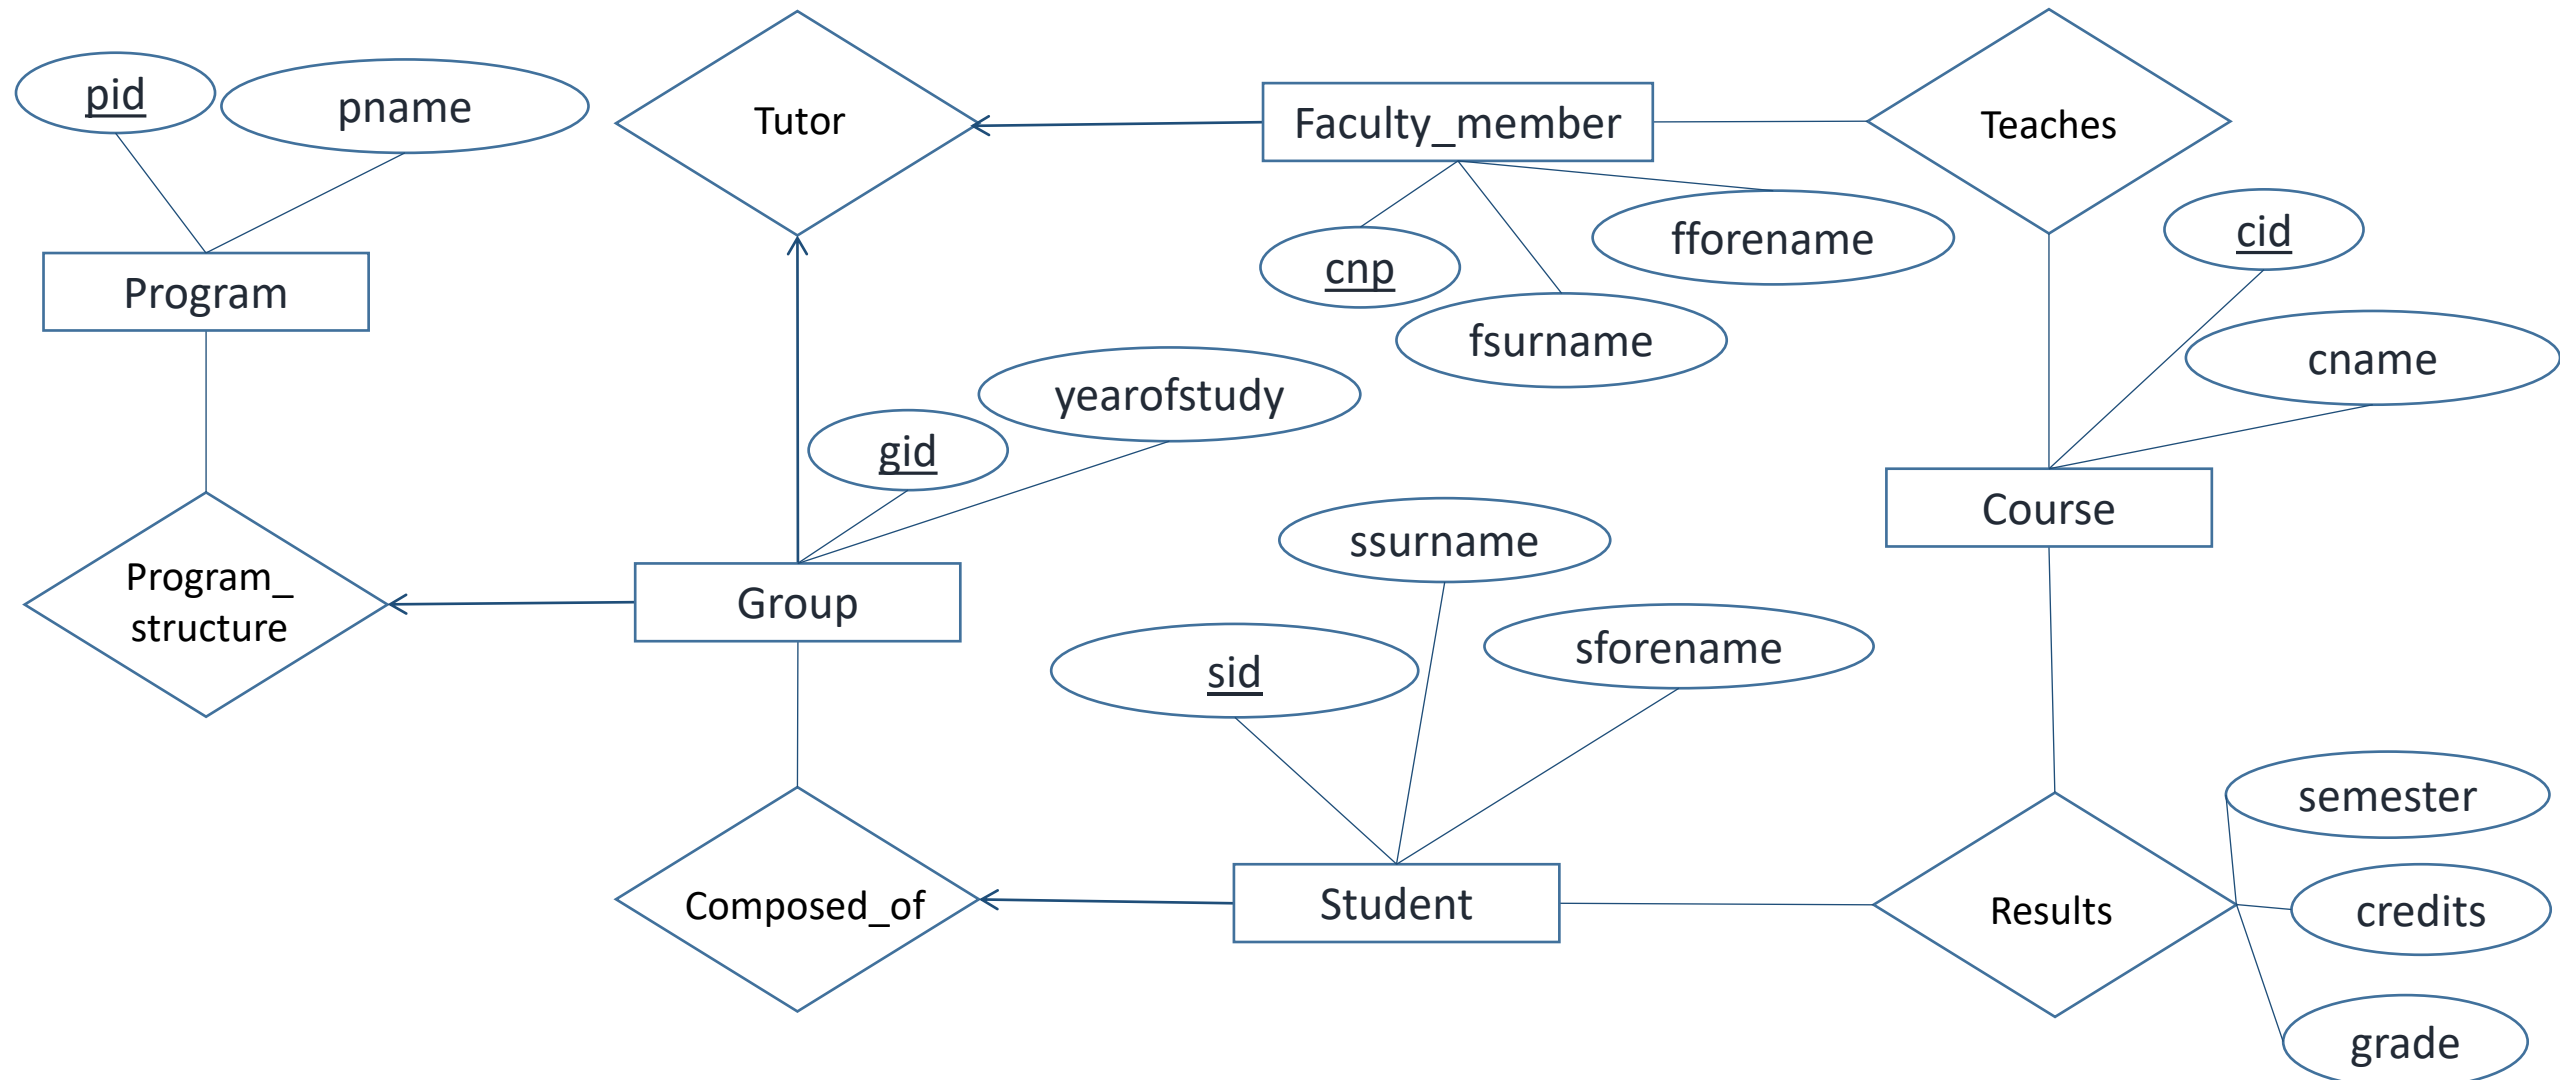 pid
pname
Tutor
Faculty_member
Teaches
cid
fforename
cnp
Program
fsurname
cname
yearofstudy
gid
Course
ssurname
Program_
structure
Group
sforename
sid
semester
Composed_of
Student
Results
credits
grade